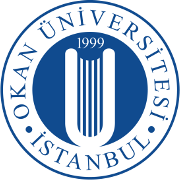 OKAN ÜNİVERSİTESİ
1999
• İSTANBUL •